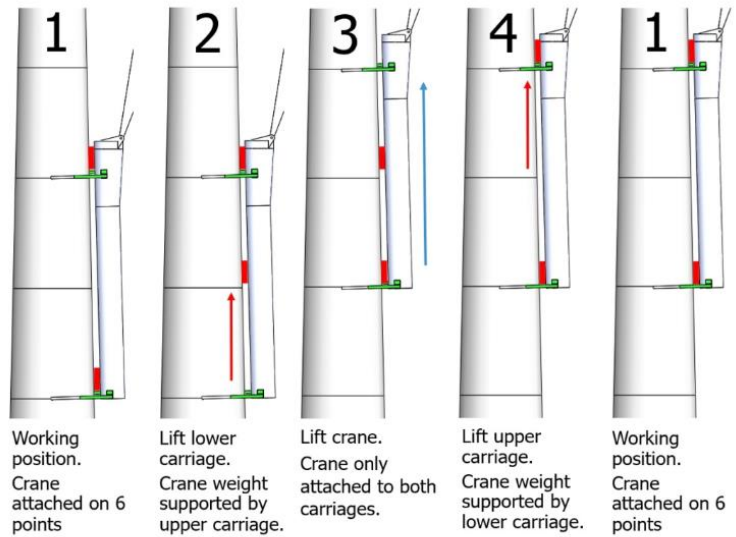 1
2
3
4
1
Working
position.
Crane
attached on 6
points
Lift lower
carriage.
Crane weight
supported by
upper carriage.
Lift crane.
Crane only
attached to both
carriages.
Lift upper
carriage.
Crane weight
supported by
lower carriage.
Working
position.
Crane
attached on 6
points